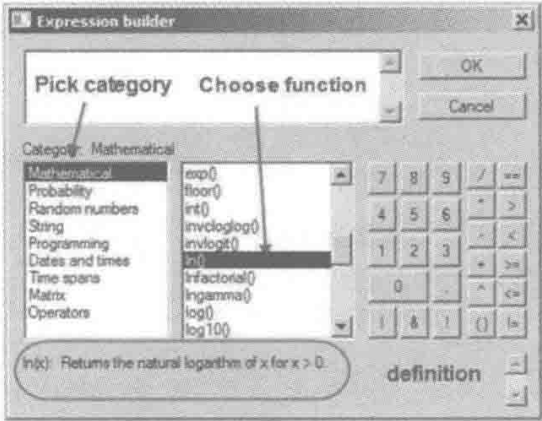 Expression builder
Pick category Choose function
OK
Cancel
Category: Mathematical
Mathematical
Probability
Random numbers
String
Programming
Dates and times
Time spans
Matrix
Operators
exp()
floor()
int()
invcloglog()
invlogit()
ln()
lnfactorial()
lngamma()
log()
log10()
7 8 9 / ==
4 5 6 * >
1 2 3 - <
+ >=
0 . ^ <=
| & ! () !=
ln(x): Returns the natural logarithm of x for x > 0.
definition